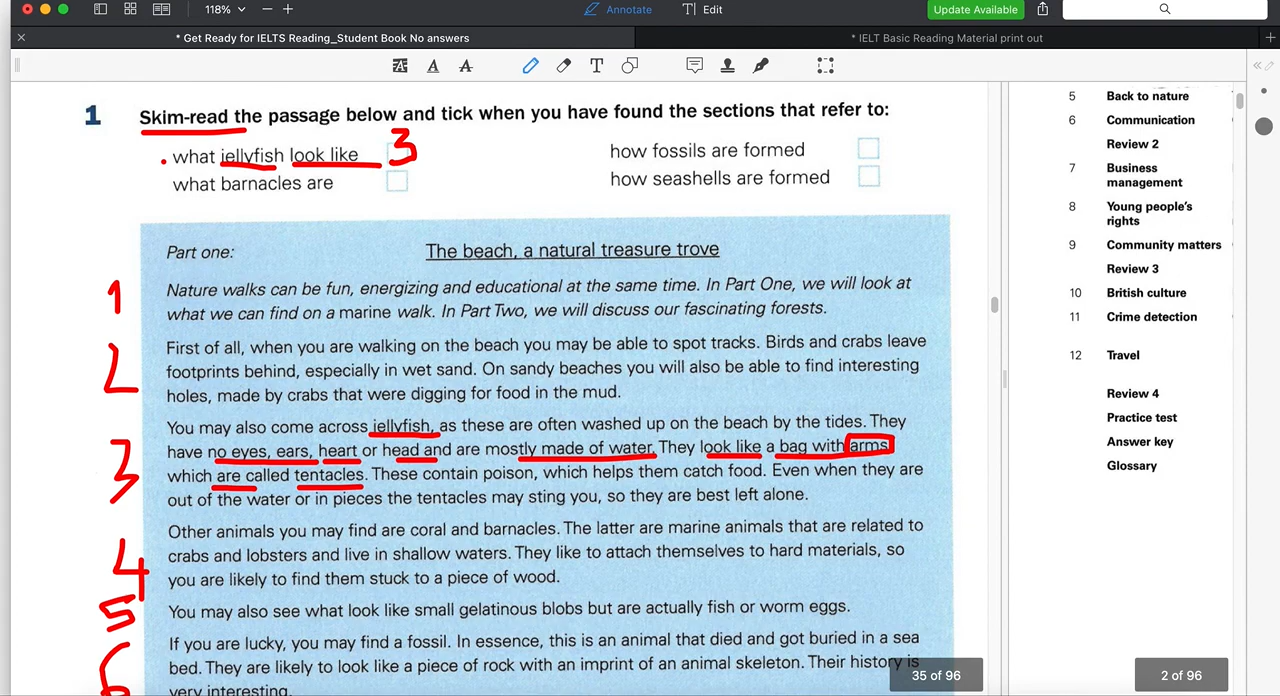 118%
Annotate
Edit
Update Available
* Get Ready for IELTS Reading_Student Book No answers
* IELT Basic Reading Material print out
1 Skim-read the passage below and tick when you have found the sections that refer to:
what jellyfish look like 3
what barnacles are
how fossils are formed
how seashells are formed
Part one: The beach, a natural treasure trove
1 Nature walks can be fun, energizing and educational at the same time. In Part One, we will look at
what we can find on a marine walk. In Part Two, we will discuss our fascinating forests.
2 First of all, when you are walking on the beach you may be able to spot tracks. Birds and crabs leave
footprints behind, especially in wet sand. On sandy beaches you will also be able to find interesting
holes, made by crabs that were digging for food in the mud.
3 You may also come across jellyfish, as these are often washed up on the beach by the tides. They
have no eyes, ears, heart or head and are mostly made of water. They look like a bag with arms
which are called tentacles. These contain poison, which helps them catch food. Even when they are
out of the water or in pieces the tentacles may sting you, so they are best left alone.
4 Other animals you may find are coral and barnacles. The latter are marine animals that are related to
crabs and lobsters and live in shallow waters. They like to attach themselves to hard materials, so
you are likely to find them stuck to a piece of wood.
5 You may also see what look like small gelatinous blobs but are actually fish or worm eggs.
6 If you are lucky, you may find a fossil. In essence, this is an animal that died and got buried in a sea
bed. They are likely to look like a piece of rock with an imprint of an animal skeleton. Their history is
very interesting.
35 of 96
5 Back to nature
6 Communication
Review 2
7 Business
management
8 Young people's
rights
9 Community matters
Review 3
10 British culture
11 Crime detection
12 Travel
Review 4
Practice test
Answer key
Glossary
2 of 96